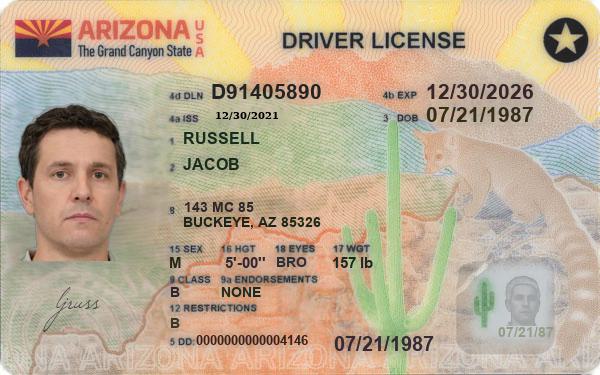 ARIZONA USA
The Grand Canyon State
DRIVER LICENSE
4d DLN D91405890 4b EXP 12/30/2026
4a ISS 12/30/2021 3 DOB 07/21/1987
1 RUSSELL
2 JACOB
8 143 MC 85
BUCKEYE, AZ 85326
15 SEX 16 HGT 18 EYES 17 WGT
M 5'-00" BRO 157 lb
9 CLASS 9a ENDORSEMENTS
B NONE
12 RESTRICTIONS
B
Gruss
5 DD: 0000000000004146 07/21/1987
07/21/87
ARIZONA ARIZONA ARIZONA ARIZONA